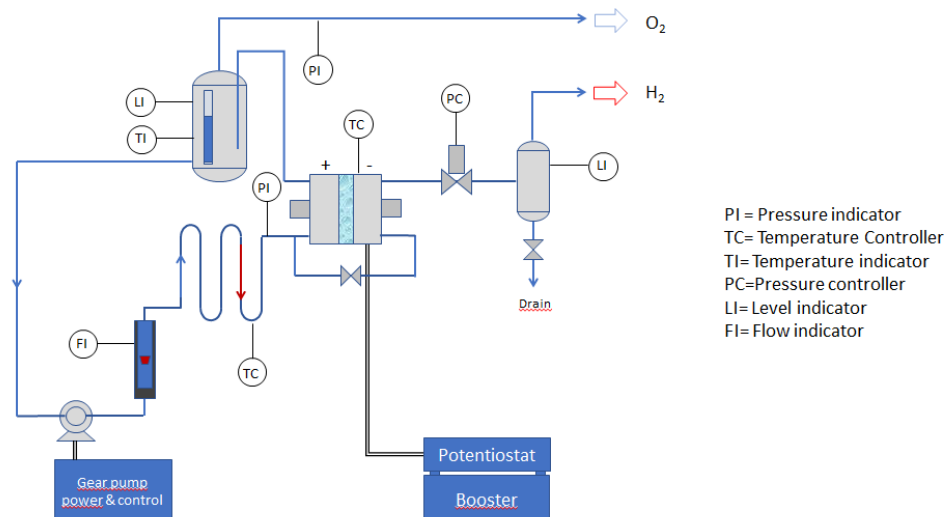 O2
PI
H2
LI
PC
TC
TI
+
-
LI
PI
PI = Pressure indicator
TC= Temperature Controller
TI= Temperature indicator
PC=Pressure controller
LI= Level indicator
FI= Flow indicator
Drain
FI
TC
Potentiostat
Booster
Gear pump
power & control